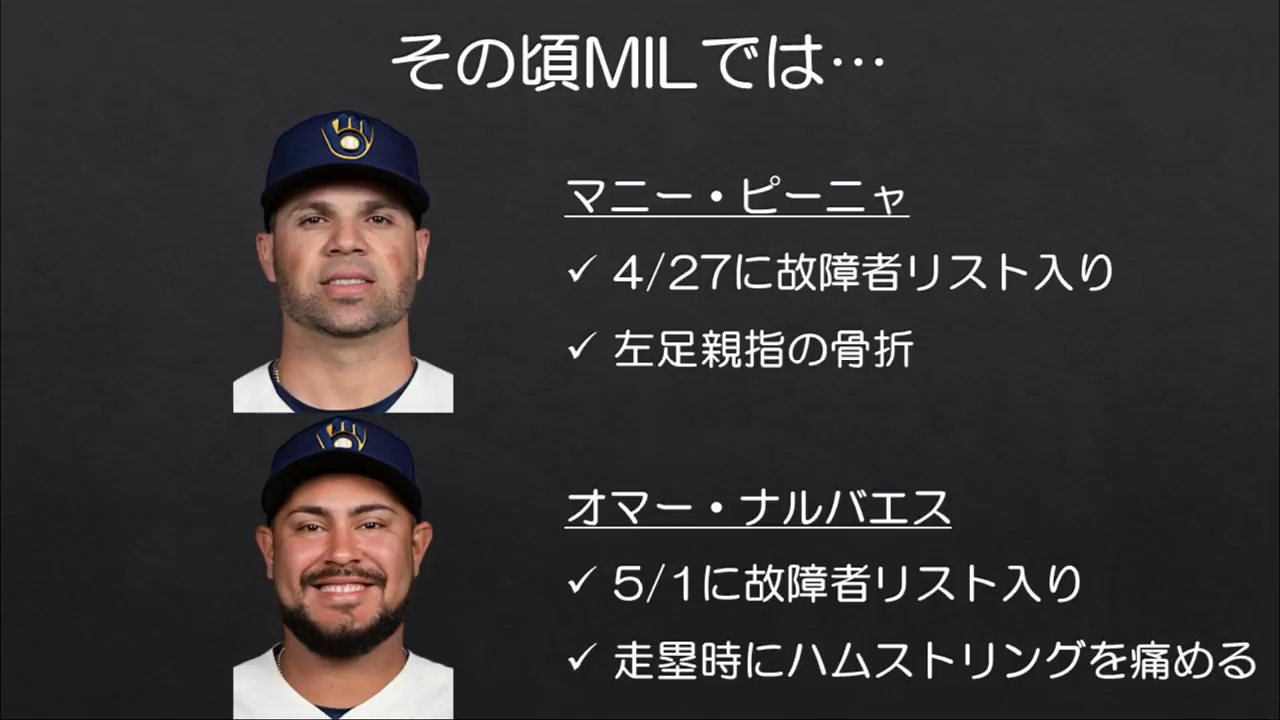 その頃MILでは…
マニー・ピーニャ
✓ 4/27に故障者リスト入り
✓ 左足親指の骨折
オマー・ナルバエス
✓ 5/1に故障者リスト入り
✓ 走塁時にハムストリングを痛める